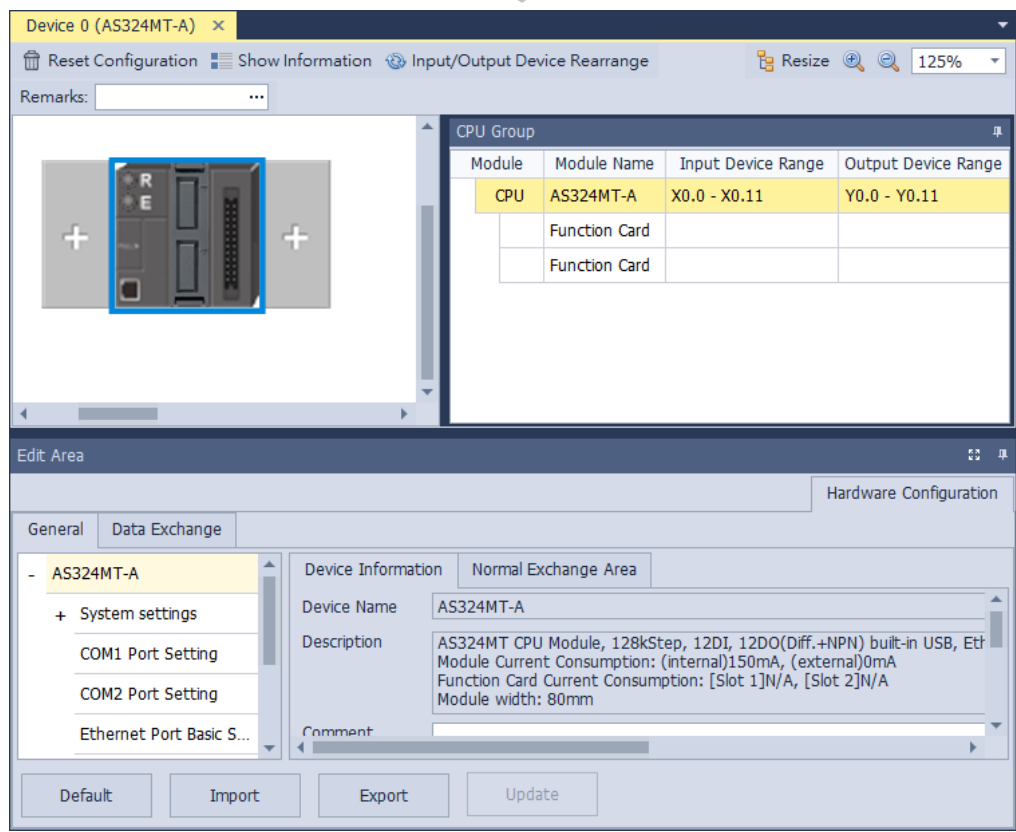 Device 0 (AS324MT-A)
Reset Configuration Show Information Input/Output Device Rearrange Resize 125%
Remarks: ...
R
E
CPU Group
Module Module Name Input Device Range Output Device Range
CPU AS324MT-A X0.0 - X0.11 Y0.0 - Y0.11
Function Card
Function Card
Edit Area
Hardware Configuration
General Data Exchange
- AS324MT-A
+ System settings
COM1 Port Setting
COM2 Port Setting
Ethernet Port Basic S...
Device Information Normal Exchange Area
Device Name AS324MT-A
Description AS324MT CPU Module, 128kStep, 12DI, 12DO(Diff.+NPN) built-in USB, Eth
Module Current Consumption: (internal)150mA, (external)0mA
Function Card Current Consumption: [Slot 1]N/A, [Slot 2]N/A
Module width: 80mm
Comment
Default Import Export Update